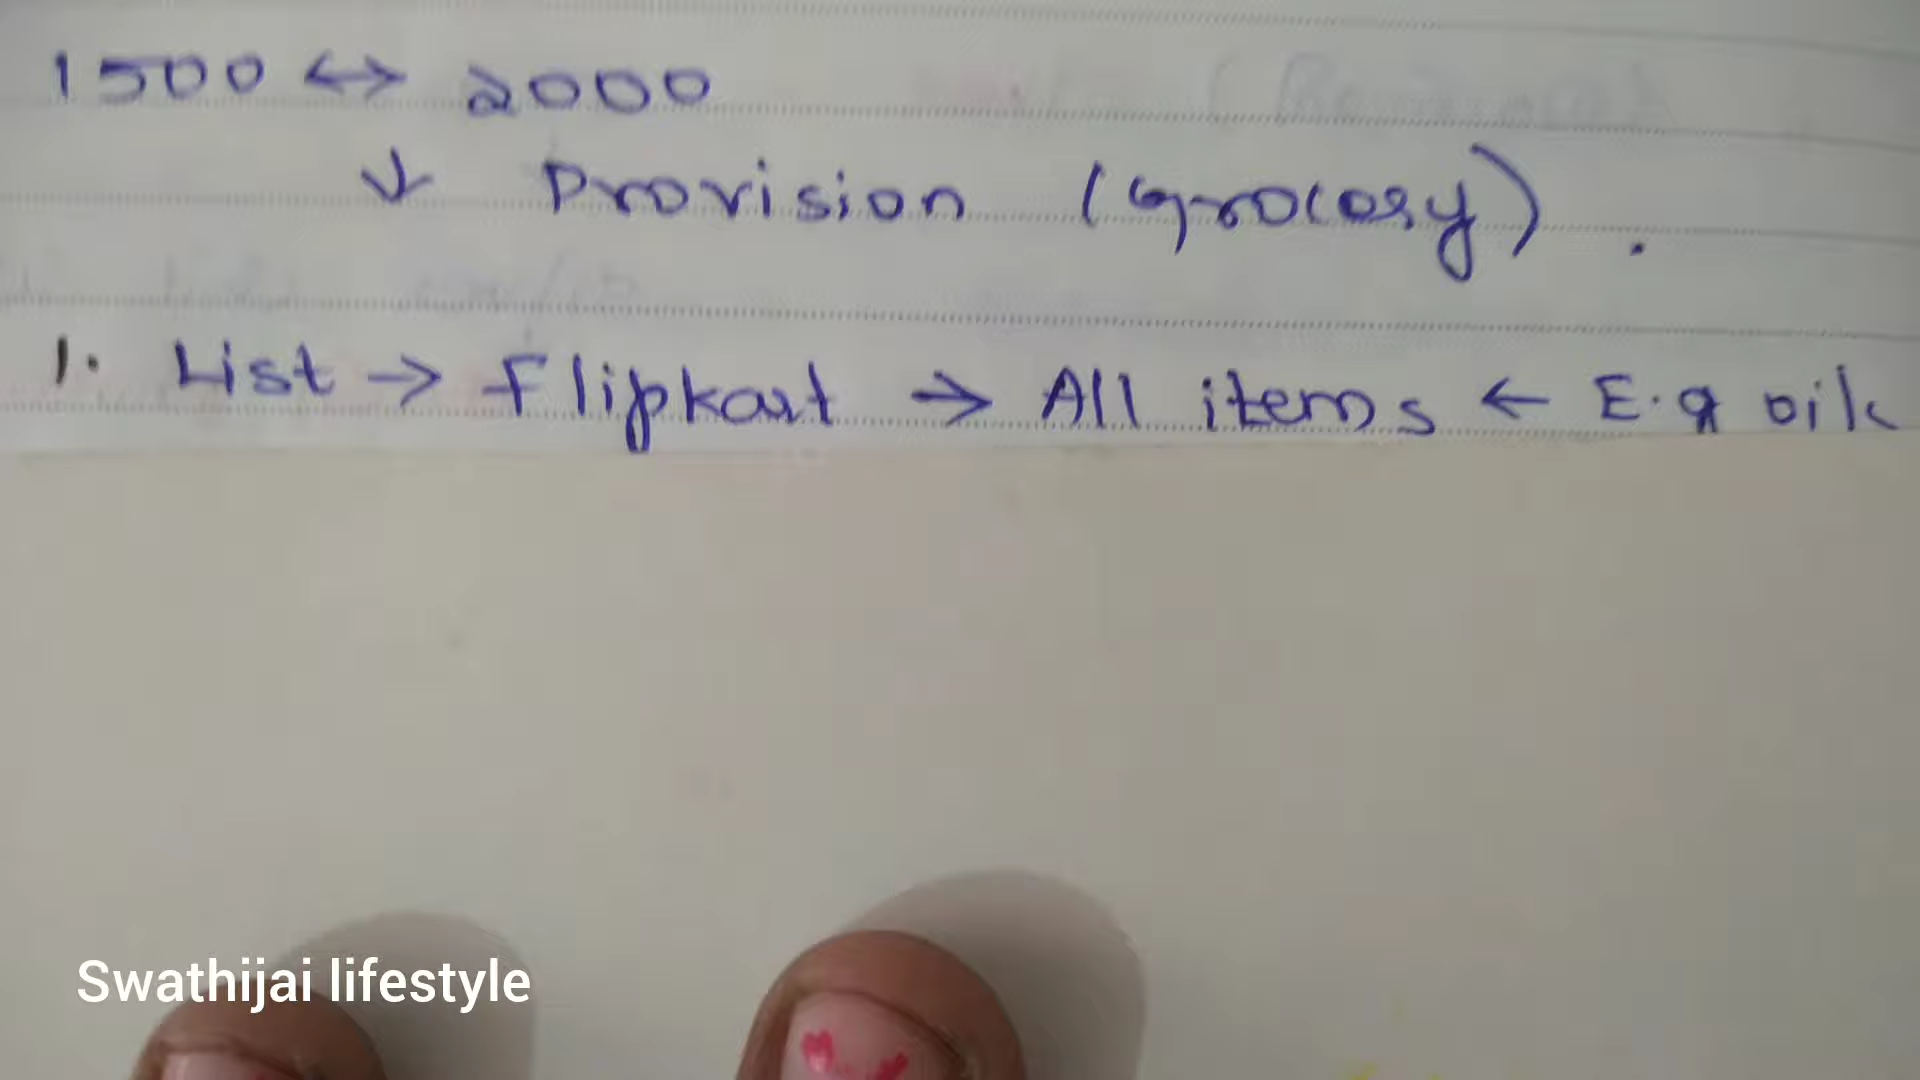 1500 ↔ 2000
↓ Provision (Grocery).
1. List → Flipkart → All items ← E.g oil
Swathijai lifestyle